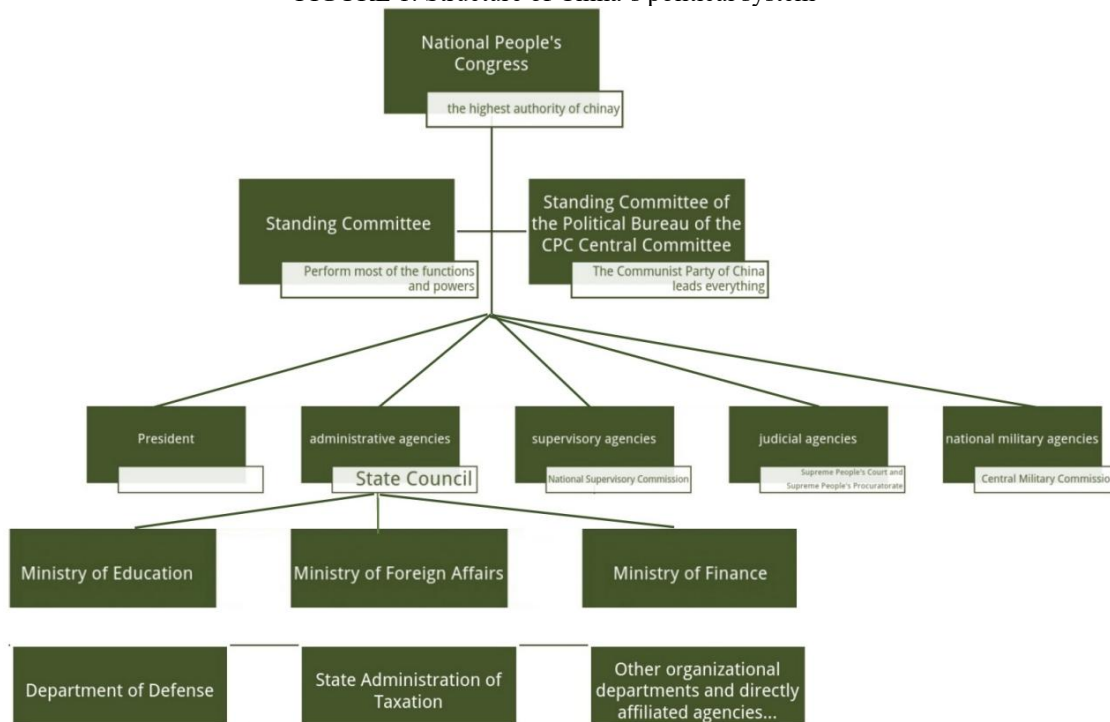 National People's
Congress
the highest authority of chinay
Standing Committee
Perform most of the functions
and powers
Standing Committee of
the Political Bureau of the
CPC Central Committee
The Communist Party of China
leads everything
President
administrative agencies
State Council
supervisory agencies
National Supervisory Commission
judicial agencies
Supreme People's Court and
Supreme People's Procuratorate
national military agencies
Central Military Commissio
Ministry of Education
Ministry of Foreign Affairs
Ministry of Finance
Department of Defense
State Administration of
Taxation
Other organizational
departments and directly
affiliated agencies...